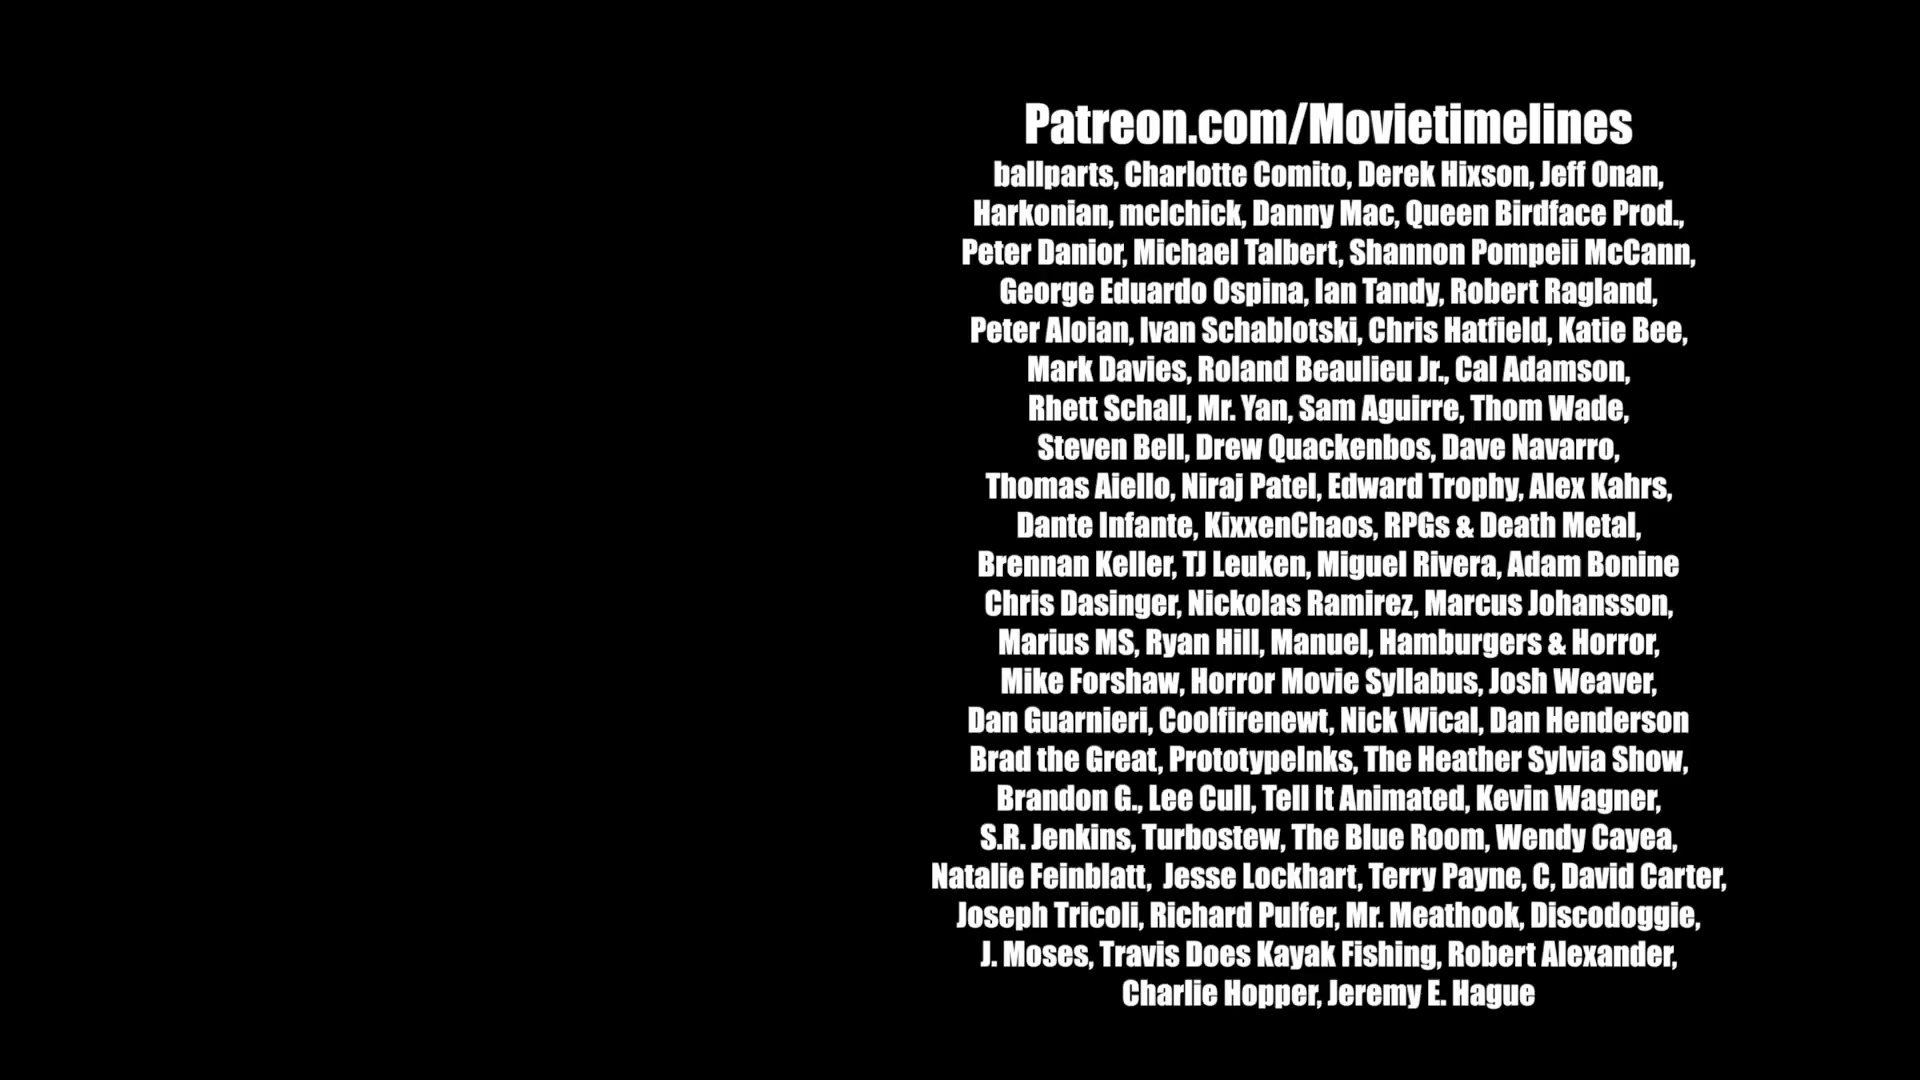 Patreon.com/Movietimelines
ballparts, Charlotte Comito, Derek Hixson, Jeff Onan,
Harkonian, mclchick, Danny Mac, Queen Birdface Prod.,
Peter Danior, Michael Talbert, Shannon Pompeii McCann,
George Eduardo Ospina, Ian Tandy, Robert Ragland,
Peter Aloian, Ivan Schablotski, Chris Hatfield, Katie Bee,
Mark Davies, Roland Beaulieu Jr., Cal Adamson,
Rhett Schall, Mr. Yan, Sam Aguirre, Thom Wade,
Steven Bell, Drew Quackenbos, Dave Navarro,
Thomas Aiello, Niraj Patel, Edward Trophy, Alex Kahrs,
Dante Infante, KixxenChaos, RPGs & Death Metal,
Brennan Keller, TJ Leuken, Miguel Rivera, Adam Bonine
Chris Dasinger, Nickolas Ramirez, Marcus Johansson,
Marius MS, Ryan Hill, Manuel, Hamburgers & Horror,
Mike Forshaw, Horror Movie Syllabus, Josh Weaver,
Dan Guarnieri, Coolfirenewt, Nick Wical, Dan Henderson
Brad the Great, PrototypeInks, The Heather Sylvia Show,
Brandon G., Lee Cull, Tell It Animated, Kevin Wagner,
S.R. Jenkins, Turbostew, The Blue Room, Wendy Cayea,
Natalie Feinblatt,  Jesse Lockhart, Terry Payne, C, David Carter,
Joseph Tricoli, Richard Pulfer, Mr. Meathook, Discodoggie,
J. Moses, Travis Does Kayak Fishing, Robert Alexander,
Charlie Hopper, Jeremy E. Hague